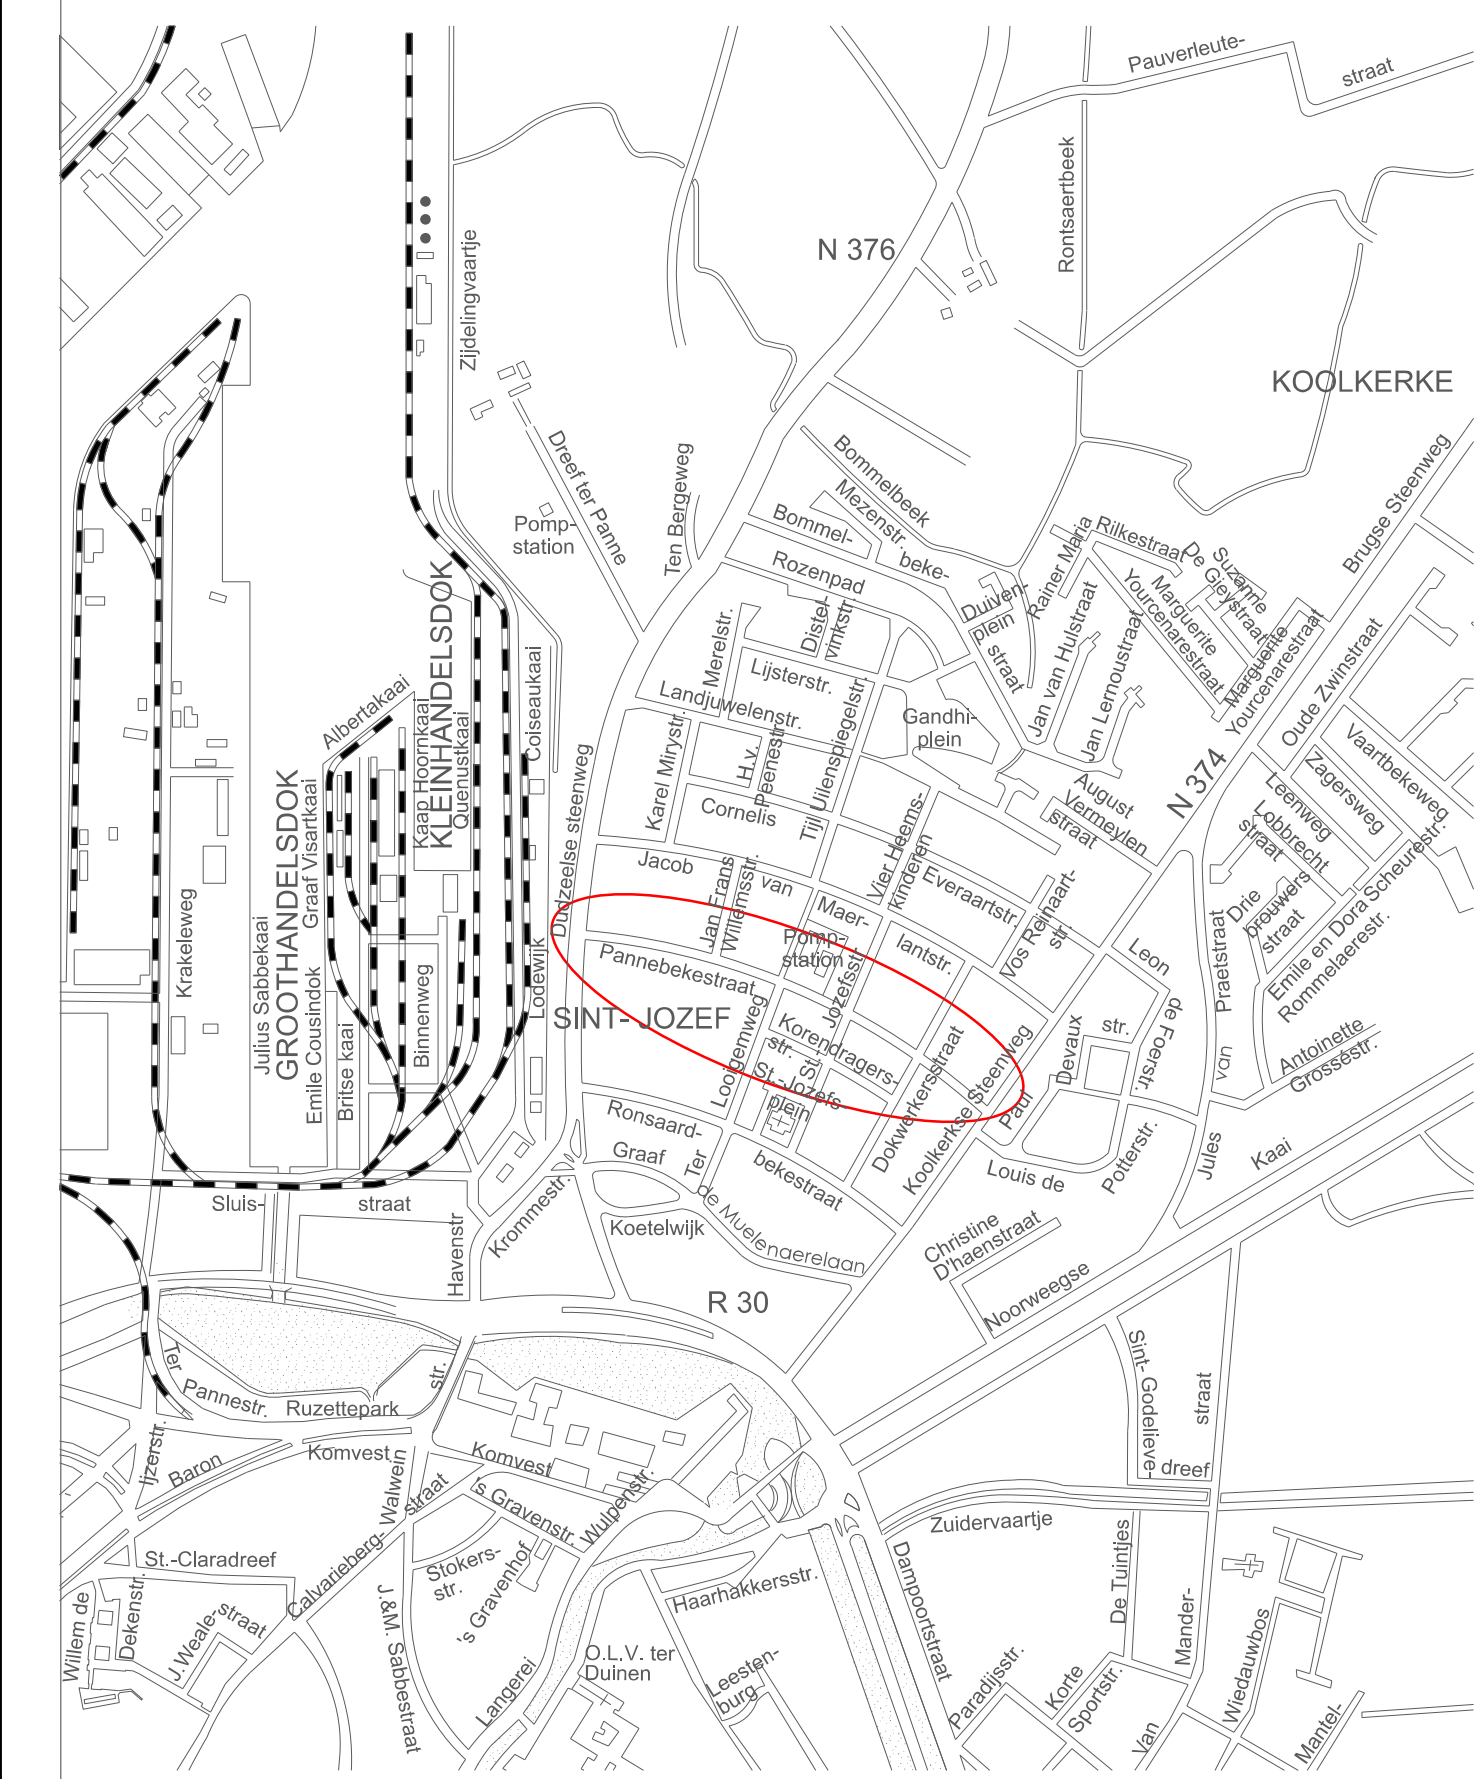 Pauverleute-
straat
Rontsaertbeek
N 376
Zijdelingvaartje
KOOLKERKE
Brugse Steenweg
Dreef ter Panne
Ten Bergeweg
Bommelbeek
Mezenstr.
Bommel-
beke-
straat
Pomp-
station
Rozenpad
Rainer Maria
Rilkestraat
Suzanne
De Gieystraat
Duiven-
plein
Marguerite
Yourcenarestraat
Marguerite
Yourcenarestraat
Distel-
vinkstr.
Merelstr.
Lijsterstr.
Landjuwelenstr.
Jan van Hulstraat
Jan Lernoustraat
Oude Zwinstraat
Vaartbekeweg
Zagersweg
Leenweg
Lobbrecht
straat
KLEINHANDELSDOK
Kaap Hoornkaai
Quenustkaai
Coiseaukaai
Albertakaai
Gandhi-
plein
Karel Mirystr.
H.v.
Peenestr.
Tijl Uilenspiegelstr.
Dudzeelse steenweg
Cornelis
Everaartstr.
August
Vermeylen
straat
N 374
GROOTHANDELSDOK
Graaf Visartkaai
Julius Sabbekaai
Emile Cousindok
Britse kaai
Krakeleweg
Binnenweg
Lodewijk
Jacob
van
Maer-
lantstr.
Jan Frans
Willemsstr.
Vier Heems-
kinderen
Vos Reinaart-
str.
Drie
brouwers
straat
Emile en Dora Scheurestr.
Rommelaerestr.
Praetstraat
van
Jules
Leon
de Foerstr.
Pomp-
station
Pannebekestraat
SINT- JOZEF
Looigemweg
Korendragers-
str.
St.
Jozefsstr.
St.-Jozefs-
plein
Dokwerkersstraat
Koolkerkse Steenweg
Paul
Devaux
str.
Antoinette
Grosséstr.
Ronsaard-
bekestraat
Graaf
de Muelenaerelaan
Ter
Louis de
Potterstr.
Kaai
Noorweegse
Christine
D'haenstraat
Sluis-
straat
Havenstr
Krommestr.
Koetelwijk
R 30
Ter
Pannestr.
Ruzettepark
str.
Komvest
Komvest
Ijzerstr.
Baron
Walwein
Calvarieberg-
straat
's Gravenstr.
Wulpenstr.
Sint-
Godelieve-
dreef
straat
Zuidervaartje
St.-Claradreef
Stokers-
str.
's Gravenhof
Haarhakkersstr.
Dampoortstraat
De Tuintjes
Mander-
Van
Willem de
Dekenstr.
J.Weale-
straat
J.&M. Sabbestraat
Langerei
O.L.V. ter
Duinen
Leesten-
burg
Paradijsstr.
Korte
Sportstr.
Wiedauwbos
Mantel-